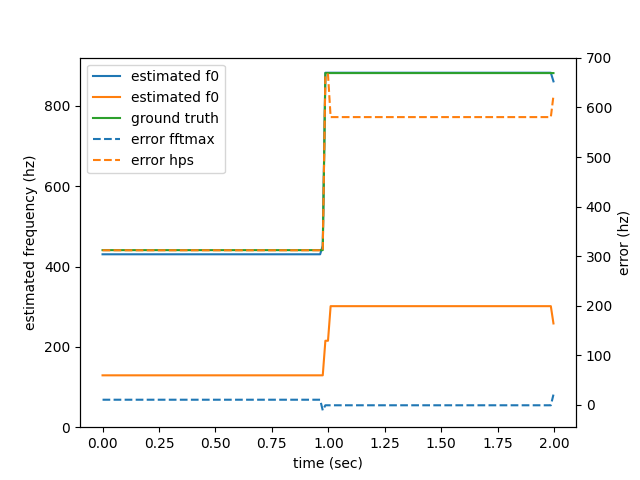 estimated f0
estimated f0
ground truth
error fftmax
error hps
estimated frequency (hz)
800
600
400
200
0
700
600
500
400
300
200
100
0
error (hz)
0.00 0.25 0.50 0.75 1.00 1.25 1.50 1.75 2.00
time (sec)